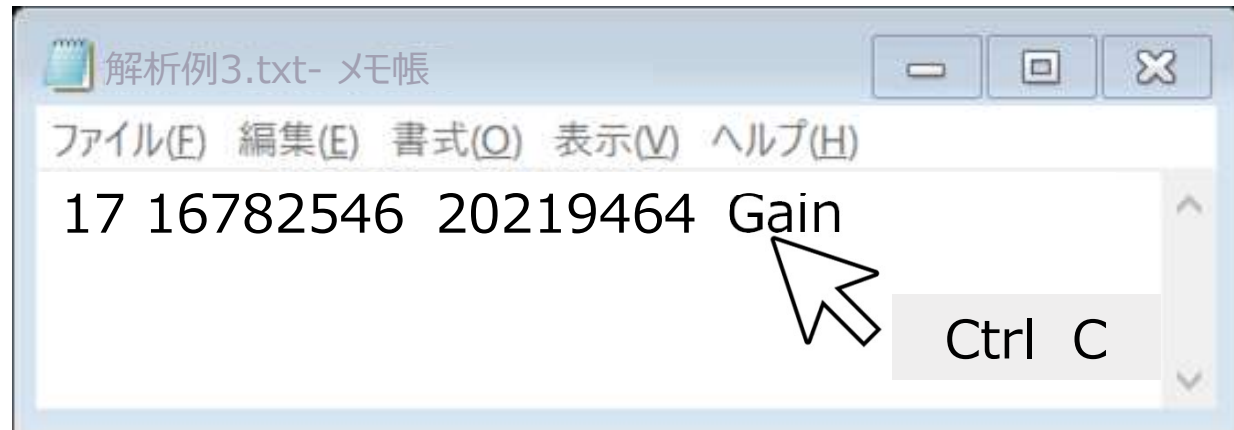 解析例3.txt- メモ帳
ファイル(F) 編集(E) 書式(O) 表示(V) ヘルプ(H)
17 16782546 20219464 Gain
Ctrl C